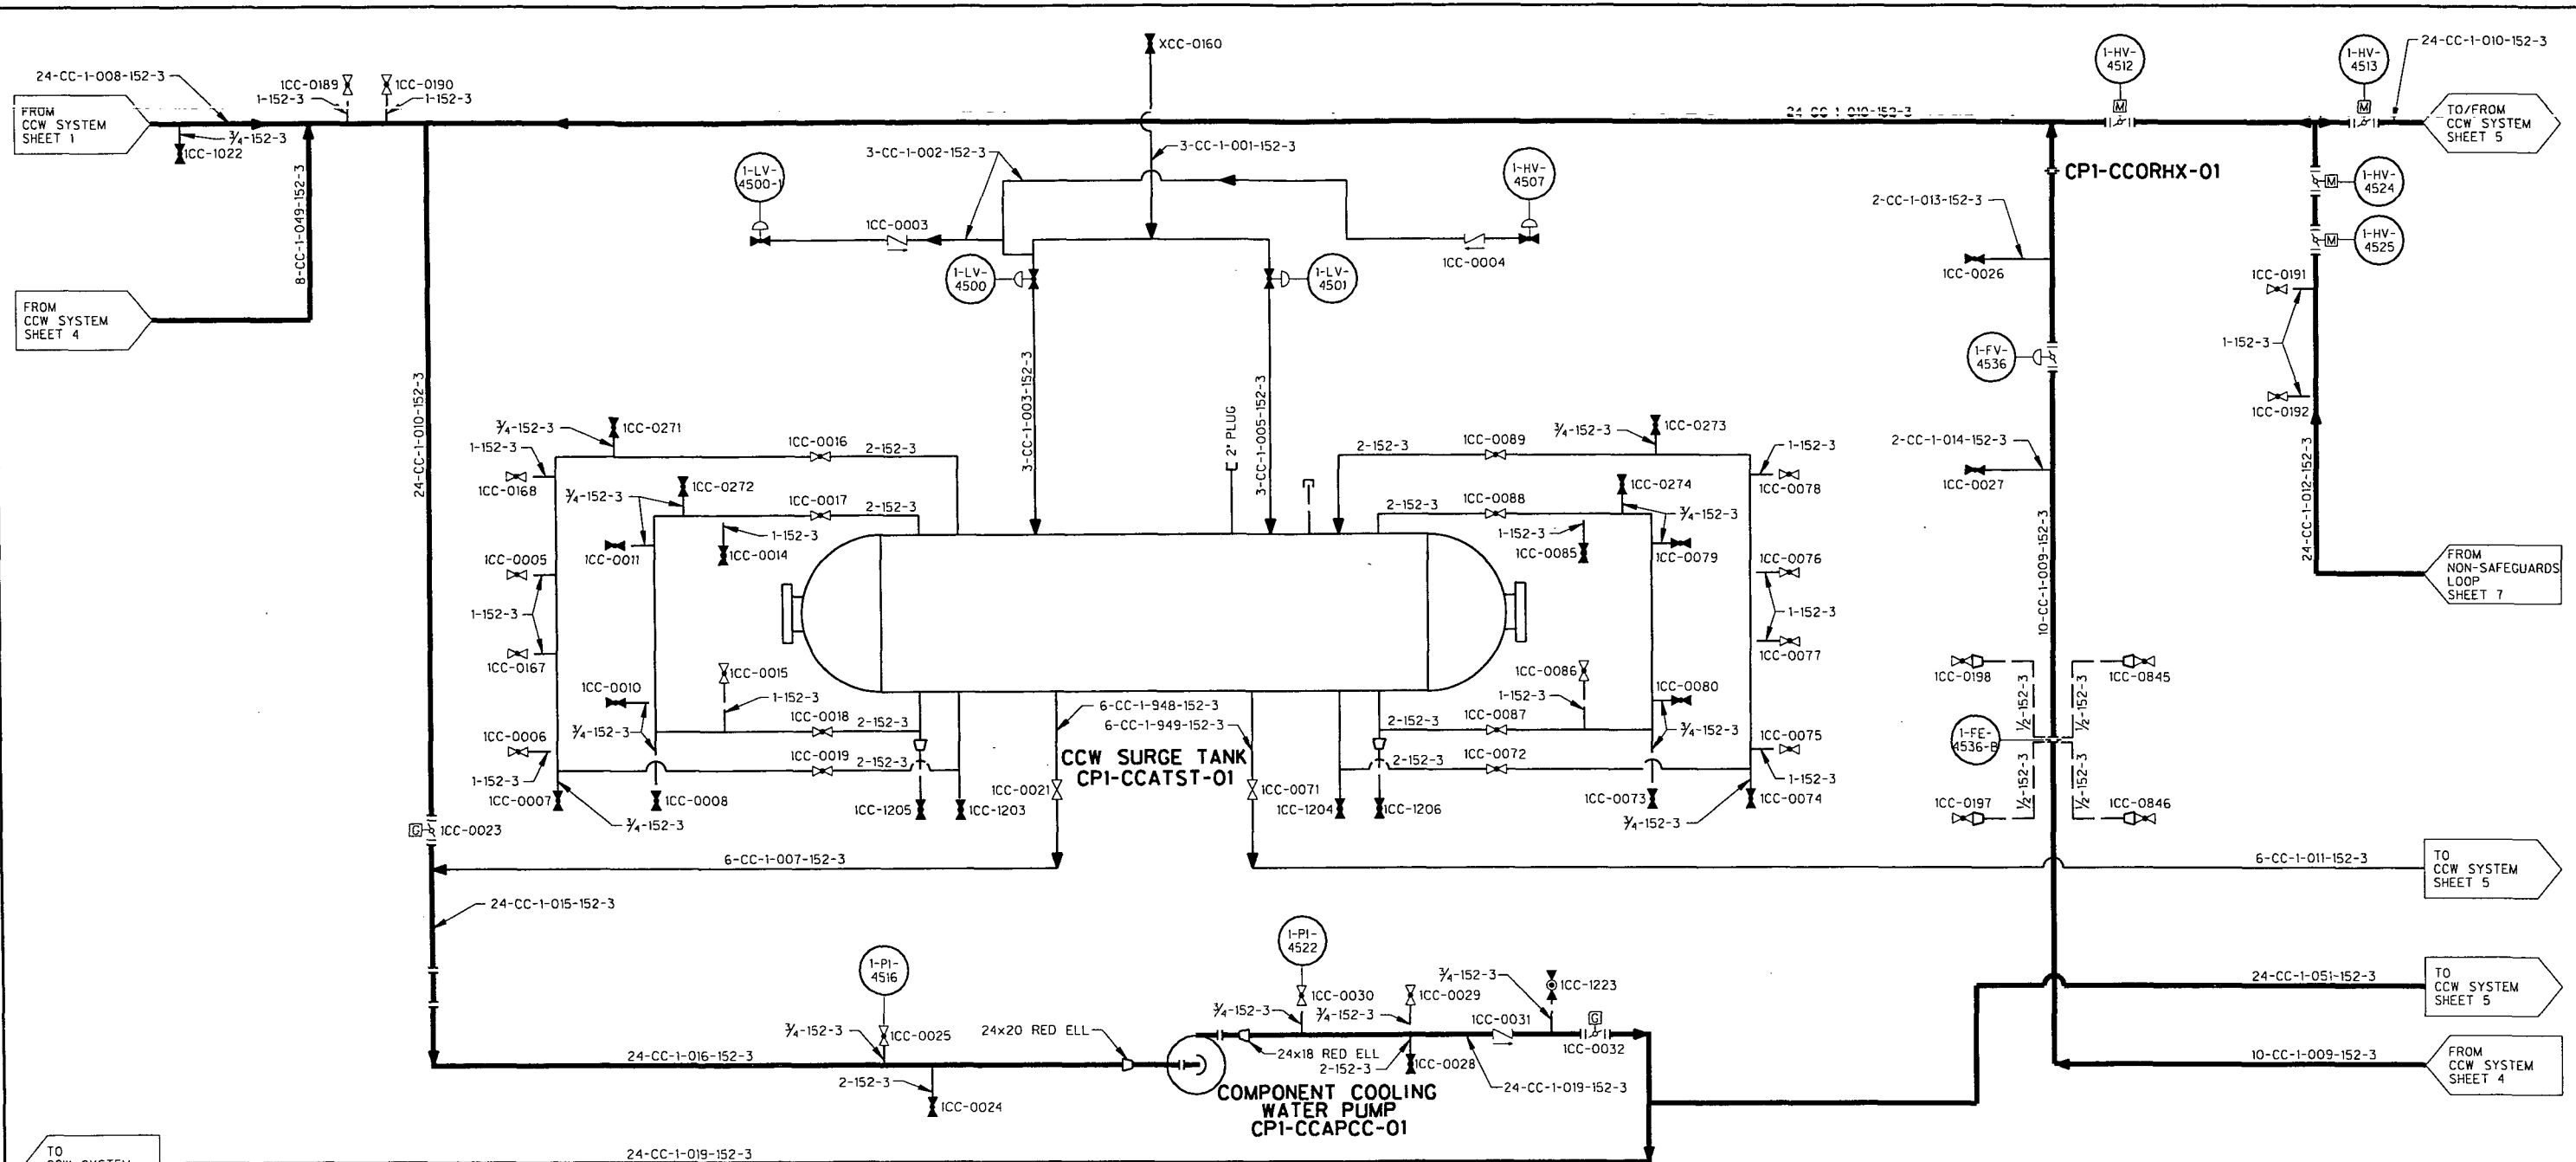 XCC-0160
1-HV-
4512
1-HV-
4513
24-CC-1-010-152-3
24-CC-1-008-152-3
1CC-0189
1CC-0190
1-152-3
1-152-3
FROM
CCW SYSTEM
SHEET 1
3/4-152-3
1CC-1022
24-CC-1-010-152-3
TO/FROM
CCW SYSTEM
SHEET 5
3-CC-1-002-152-3
3-CC-1-001-152-3
1-LV-
4500-1
1-HV-
4507
CP1-CCORHX-01
1-HV-
4524
M
M
M
M
8-CC-1-049-152-3
1CC-0003
1CC-0004
2-CC-1-013-152-3
1-HV-
4525
1CC-0026
1CC-0191
1-LV-
4500
1-LV-
4501
FROM
CCW SYSTEM
SHEET 4
1-FV-
4536
1-152-3
1CC-0192
24-CC-1-010-152-3
3-CC-1-003-152-3
3-CC-1-005-152-3
2" PLUG
3/4-152-3
1CC-0271
1-152-3
1CC-0016
2-152-3
1CC-0168
3/4-152-3
1CC-0272
1CC-0017
2-152-3
1-152-3
1CC-0014
1CC-0011
1CC-0005
1-152-3
1CC-0167
2-152-3
1CC-0089
3/4-152-3
1CC-0273
1-152-3
1CC-0078
2-152-3
1CC-0088
1CC-0274
3/4-152-3
1-152-3
1CC-0085
1CC-0079
1CC-0076
1-152-3
1CC-0077
2-CC-1-014-152-3
1CC-0027
24-CC-1-012-152-3
10-CC-1-009-152-3
FROM
NON-SAFEGUARDS
LOOP
SHEET 7
1CC-0010
1CC-0015
1-152-3
3/4-152-3
1CC-0018
2-152-3
1CC-0006
1-152-3
1CC-0019
2-152-3
1CC-0007
1CC-0008
3/4-152-3
1CC-1205
1CC-1203
6-CC-1-948-152-3
6-CC-1-949-152-3
CCW SURGE TANK
CP1-CCATST-01
1CC-0021
1CC-0071
1CC-0086
1-152-3
1CC-0080
2-152-3
1CC-0087
3/4-152-3
2-152-3
1CC-0072
1CC-0075
1-152-3
1CC-1204
1CC-1206
1CC-0073
1CC-0074
3/4-152-3
1CC-0198
1CC-0845
1/2-152-3
1/2-152-3
1-FE-
4536-B
1/2-152-3
1/2-152-3
1CC-0197
1CC-0846
G
1CC-0023
6-CC-1-007-152-3
6-CC-1-011-152-3
TO
CCW SYSTEM
SHEET 5
24-CC-1-015-152-3
1-PI-
4516
1-PI-
4522
3/4-152-3
1CC-1223
1CC-0030
1CC-0029
3/4-152-3
3/4-152-3
1CC-0031
G
1CC-0032
24-CC-1-051-152-3
TO
CCW SYSTEM
SHEET 5
3/4-152-3
1CC-0025
24x20 RED ELL
24-CC-1-016-152-3
24x18 RED ELL
2-152-3
1CC-0028
24-CC-1-019-152-3
2-152-3
1CC-0024
COMPONENT COOLING
WATER PUMP
CP1-CCAPCC-01
10-CC-1-009-152-3
FROM
CCW SYSTEM
SHEET 4
TO
CCW SYSTEM
24-CC-1-019-152-3